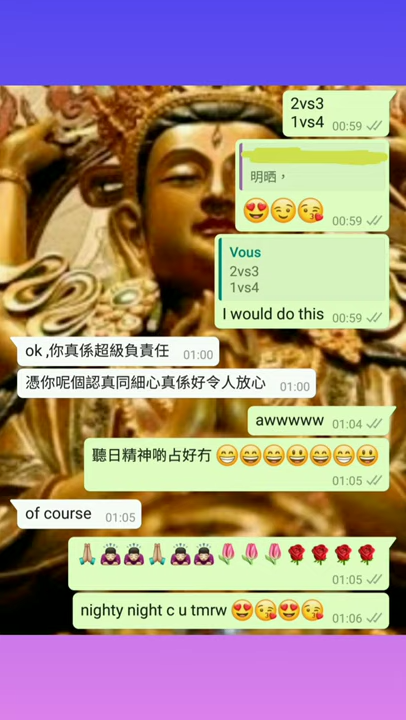 2vs3
1vs4
00:59
明晒，
😍😏😘
00:59
Vous
2vs3
1vs4
I would do this
00:59
ok ,你真係超級負責任
01:00
憑你呢個認真同細心真係好令人放心
01:00
awwwww
01:04
聽日精神啲占好冇 😁😄😄😃😄😁😃
01:05
of course
01:05
🙏🏼🙇🏻‍♀️🙇🏻‍♀️🙏🏼🙇🏻‍♀️🙇🏻‍♀️🌷🌷🌷🌹🌹🌹🌹
01:05
nighty night c u tmrw 😍😘😍😘
01:06